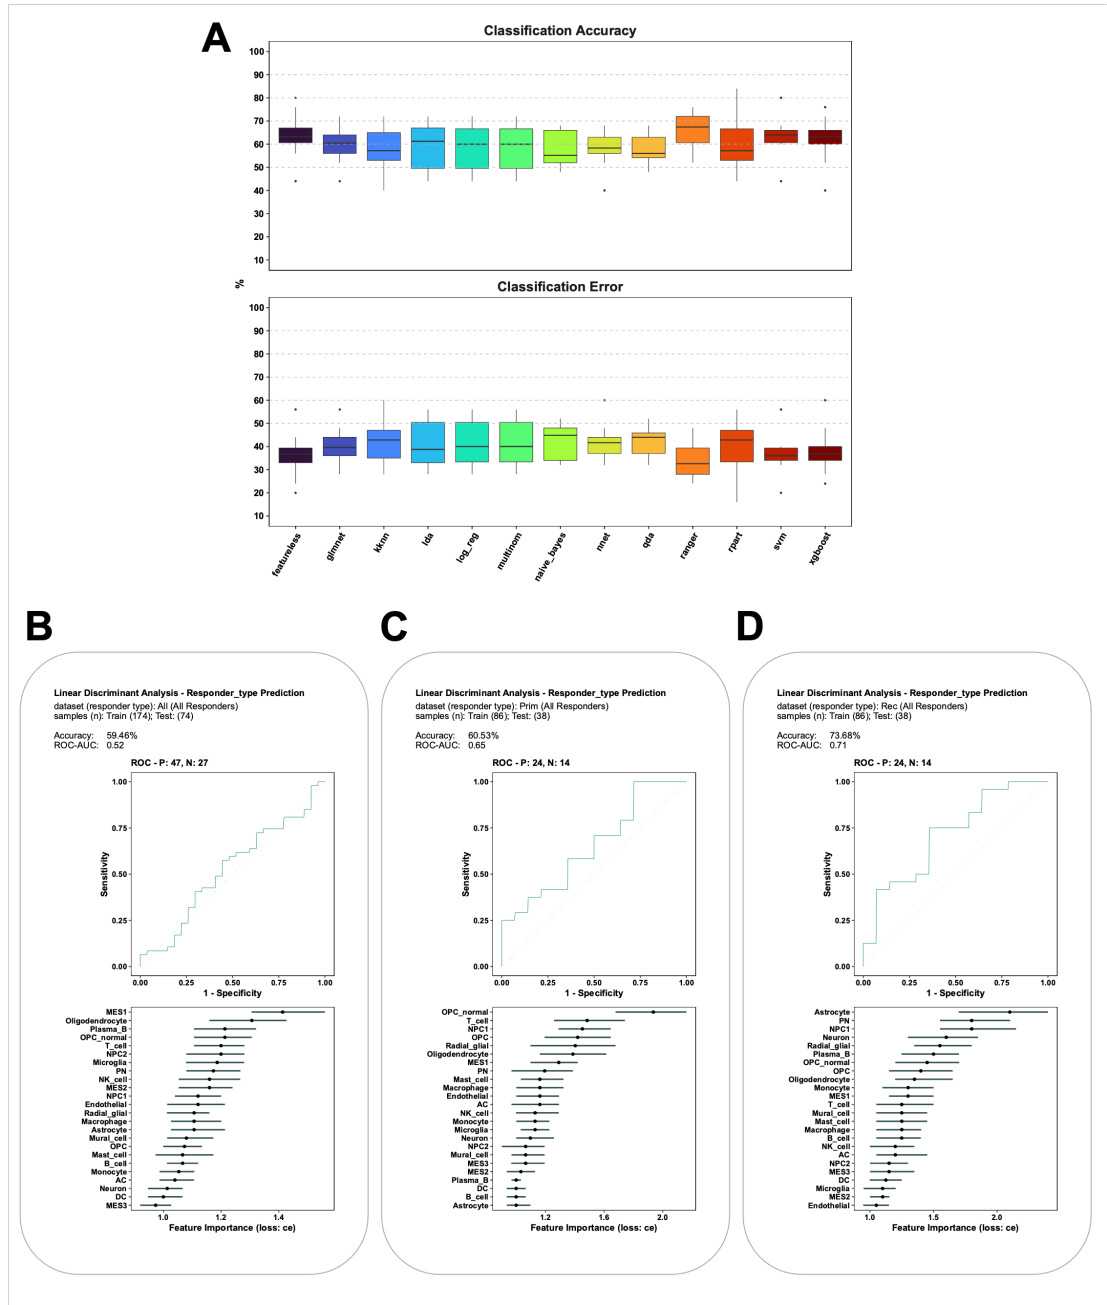 A
Classification Accuracy
100
90
80
70
60
50
40
30
20
10
%
Classification Error
100
90
80
70
60
50
40
30
20
10
featureless
glmnet
kknn
lda
log_reg
multinom
naive_bayes
nnet
qda
ranger
rpart
svm
xgboost
B
Linear Discriminant Analysis - Responder_type Prediction
dataset (responder type): All (All Responders)
samples (n): Train (174); Test: (74)
Accuracy: 59.46%
ROC-AUC: 0.52
ROC - P: 47, N: 27
1.00
0.75
0.50
0.25
0.00
Sensitivity
0.00 0.25 0.50 0.75 1.00
1 - Specificity
MES1
Oligodendrocyte
Plasma_B
OPC_normal
T_cell
NPC2
Microglia
PN
NK_cell
MES2
NPC1
Endothelial
Radial_glial
Macrophage
Astrocyte
Mural_cell
OPC
Mast_cell
B_cell
Monocyte
AC
Neuron
DC
MES3
1.0 1.2 1.4
Feature Importance (loss: ce)
C
Linear Discriminant Analysis - Responder_type Prediction
dataset (responder type): Prim (All Responders)
samples (n): Train (86); Test: (38)
Accuracy: 60.53%
ROC-AUC: 0.65
ROC - P: 24, N: 14
1.00
0.75
0.50
0.25
0.00
Sensitivity
0.00 0.25 0.50 0.75 1.00
1 - Specificity
OPC_normal
T_cell
NPC1
OPC
Radial_glial
Oligodendrocyte
MES1
PN
Mast_cell
Macrophage
Endothelial
AC
NK_cell
Monocyte
Microglia
Neuron
NPC2
Mural_cell
MES3
MES2
Plasma_B
DC
B_cell
Astrocyte
1.2 1.6 2.0
Feature Importance (loss: ce)
D
Linear Discriminant Analysis - Responder_type Prediction
dataset (responder type): Rec (All Responders)
samples (n): Train (86); Test: (38)
Accuracy: 73.68%
ROC-AUC: 0.71
ROC - P: 24, N: 14
1.00
0.75
0.50
0.25
0.00
Sensitivity
0.00 0.25 0.50 0.75 1.00
1 - Specificity
Astrocyte
PN
NPC1
Neuron
Radial_glial
Plasma_B
OPC_normal
OPC
Oligodendrocyte
Monocyte
MES1
T_cell
Mural_cell
Mast_cell
Macrophage
B_cell
NK_cell
AC
NPC2
MES3
DC
Microglia
MES2
Endothelial
1.0 1.5 2.0
Feature Importance (loss: ce)